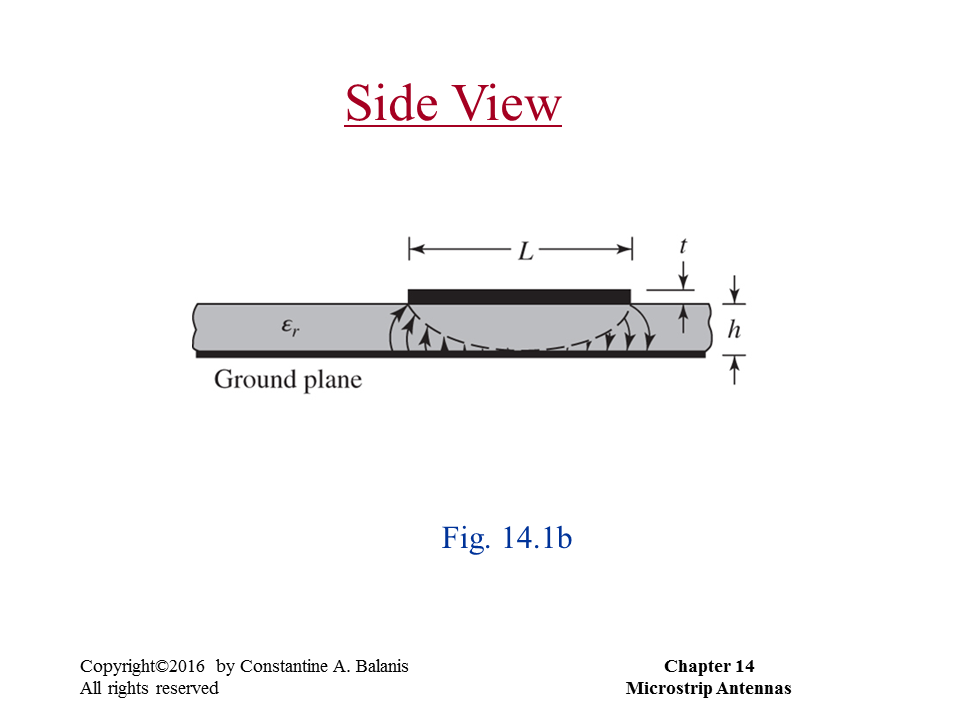 Side View
L
t
εr
h
Ground plane
Fig. 14.1b
Copyright©2016 by Constantine A. Balanis
All rights reserved
Chapter 14
Microstrip Antennas